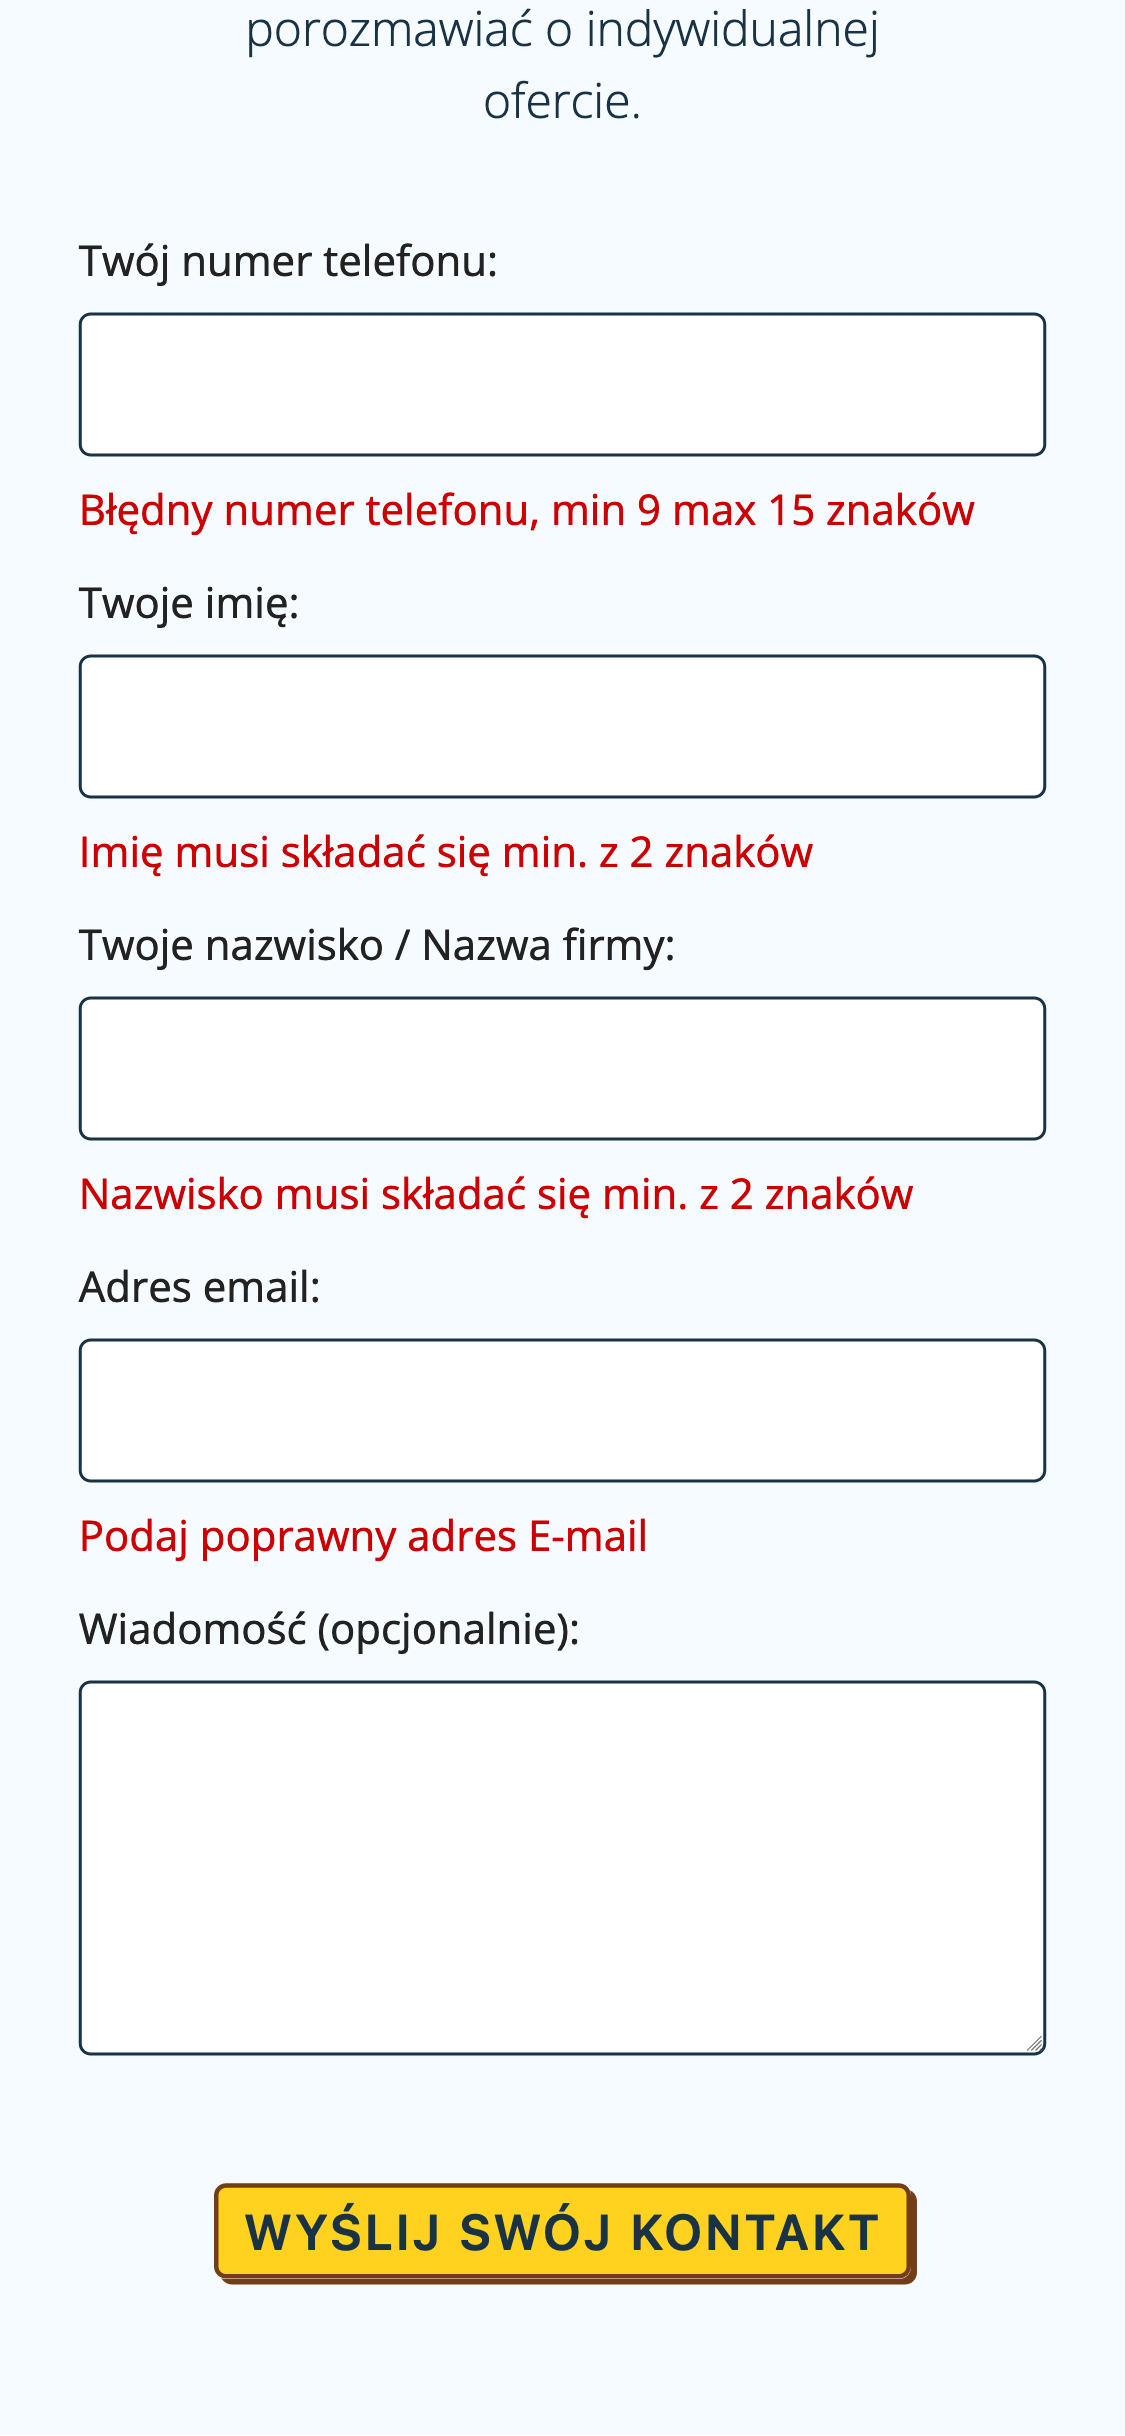 porozmawiać o indywidualnej
ofercie.
Twój numer telefonu:
Błędny numer telefonu, min 9 max 15 znaków
Twoje imię:
Imię musi składać się min. z 2 znaków
Twoje nazwisko / Nazwa firmy:
Nazwisko musi składać się min. z 2 znaków
Adres email:
Podaj poprawny adres E-mail
Wiadomość (opcjonalnie):
WYŚLIJ SWÓJ KONTAKT